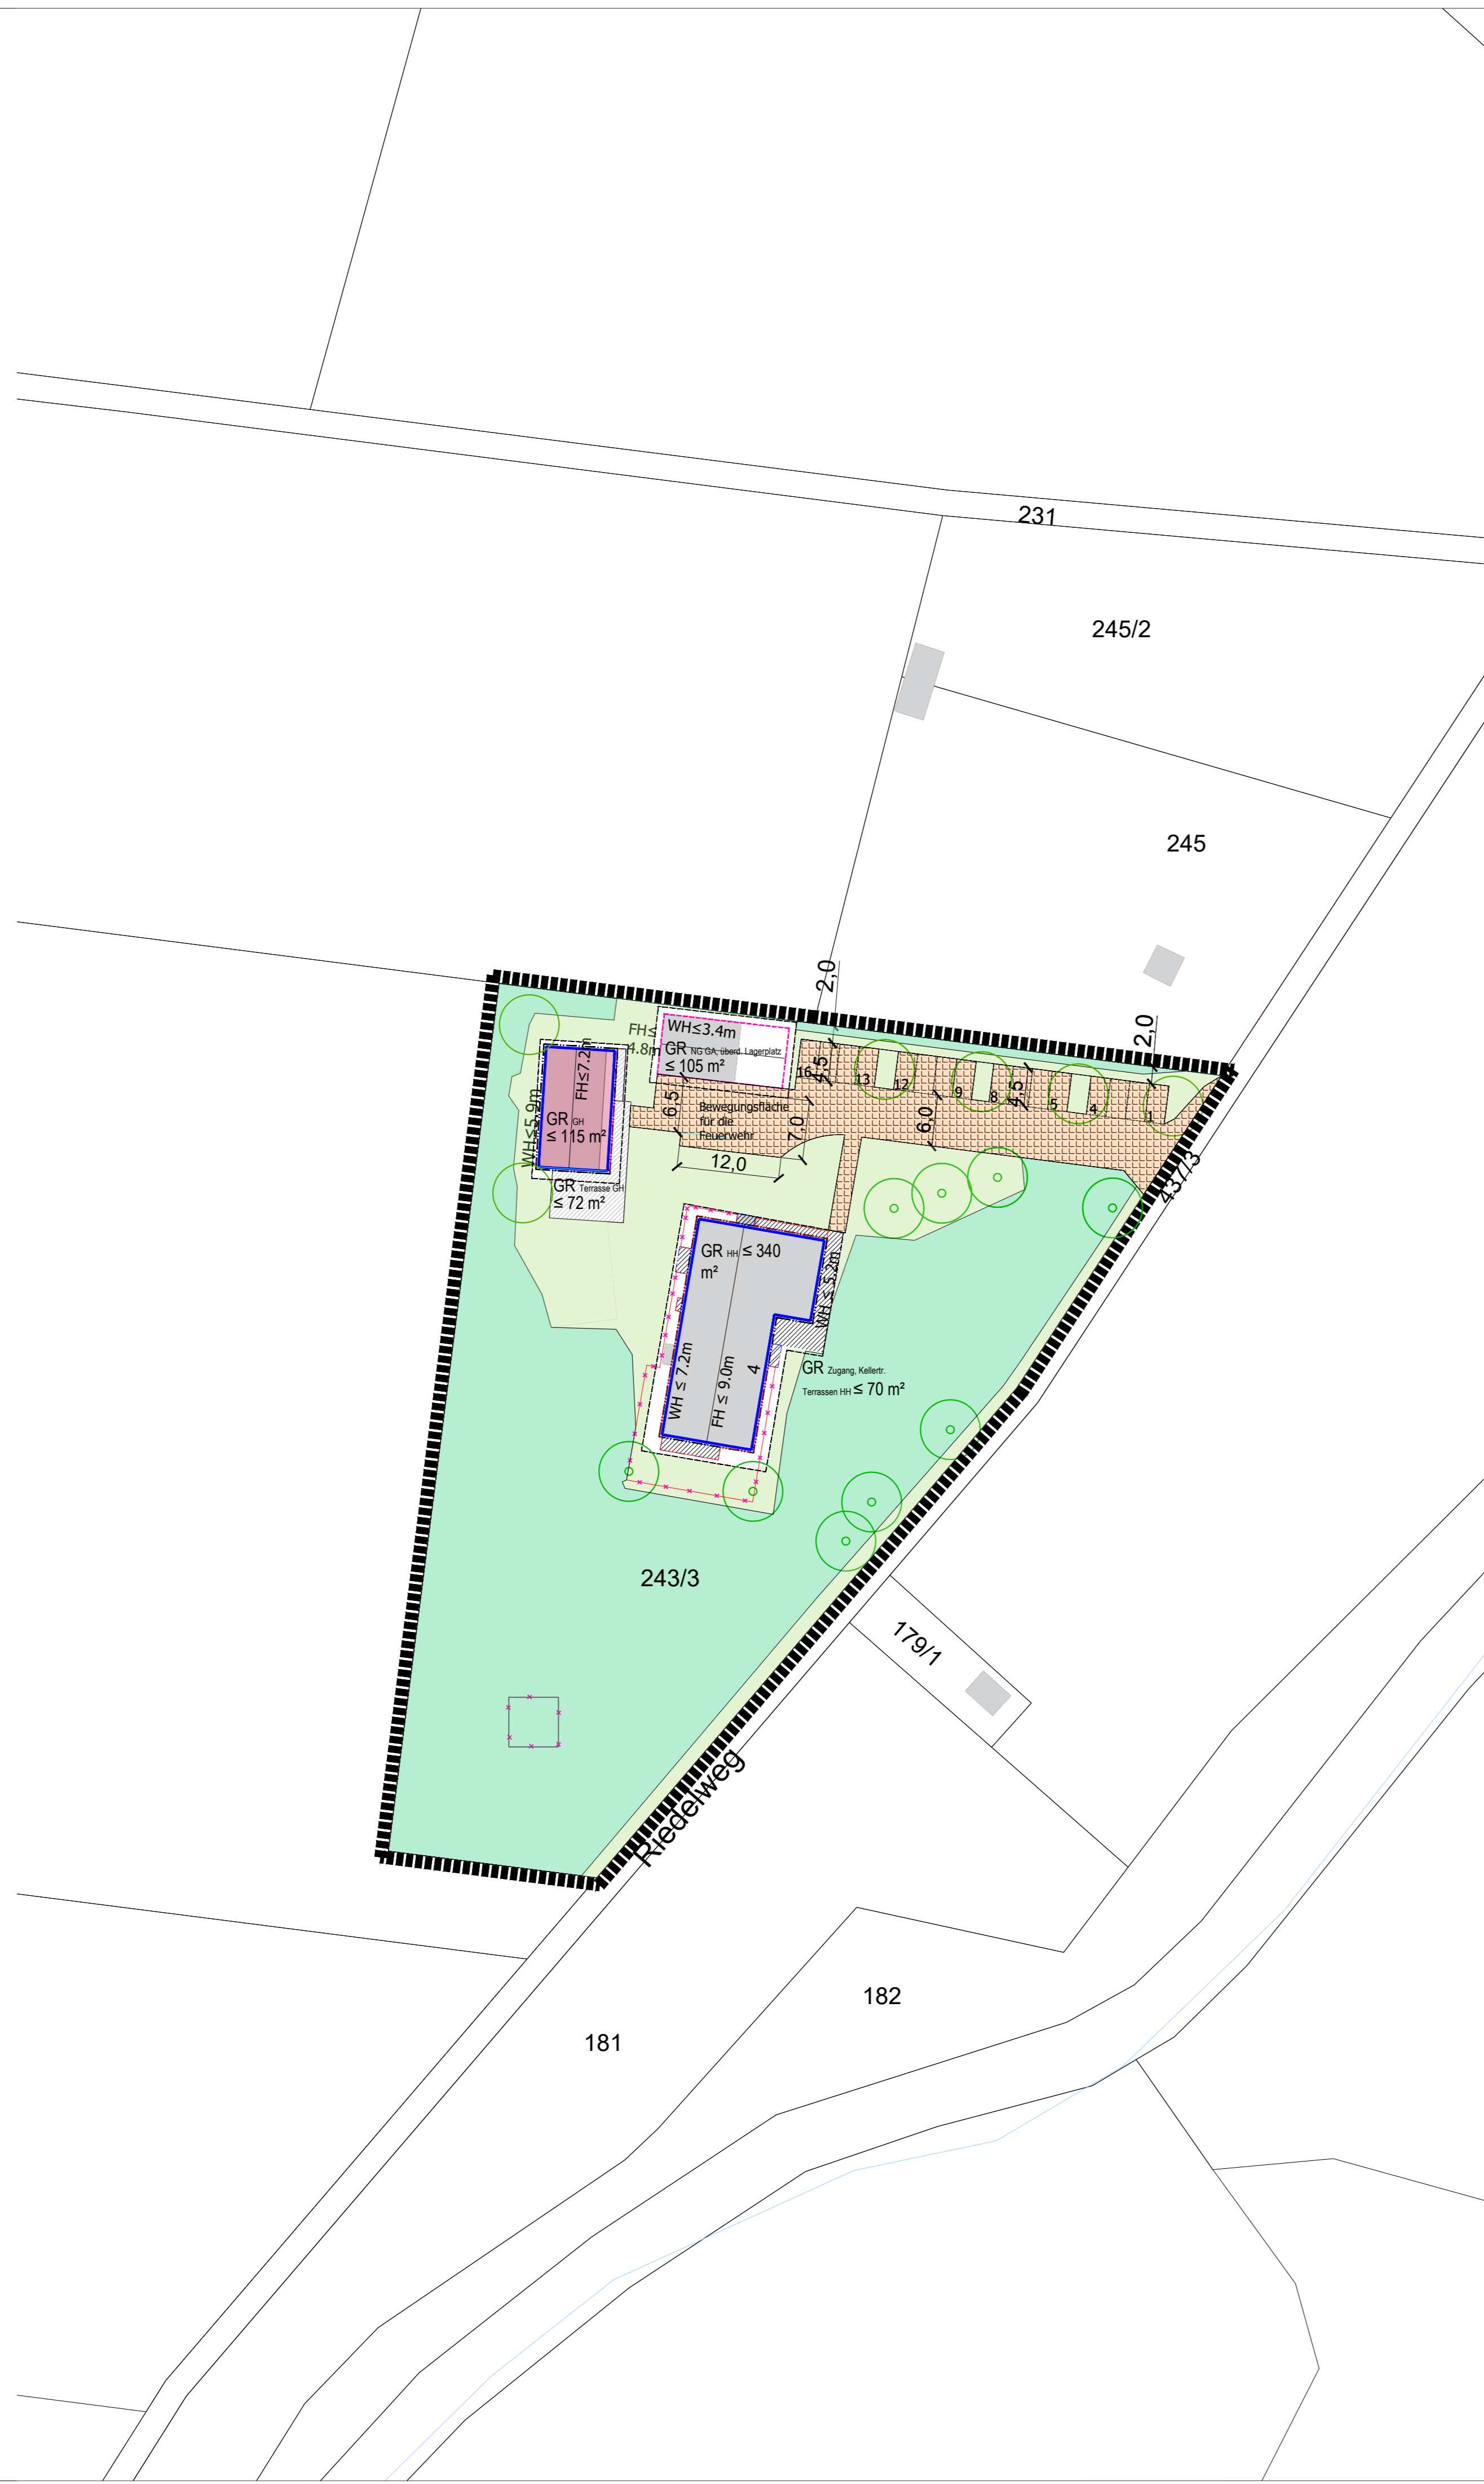 231
245/2
245
2,0
2,0
FH≤
4.8m
WH≤3.4m
GR NG GA, überd. Lagerplatz
≤ 105 m²
FH≤7.2m
WH≤5.9m
GR GH
≤ 115 m²
GR Terrasse GH
≤ 72 m²
6,5
Bewegungsfläche
für die
Feuerwehr
7,0
12,0
16
4,5
13
12
9
8
4,5
5
4
1
6,0
437/3
GR HH ≤ 340
m²
WH ≤ 5.2m
WH ≤ 7.2m
FH ≤ 9.0m
4
GR Zugang, Kellertr.
Terrassen HH ≤ 70 m²
243/3
179/1
Riedelweg
182
181